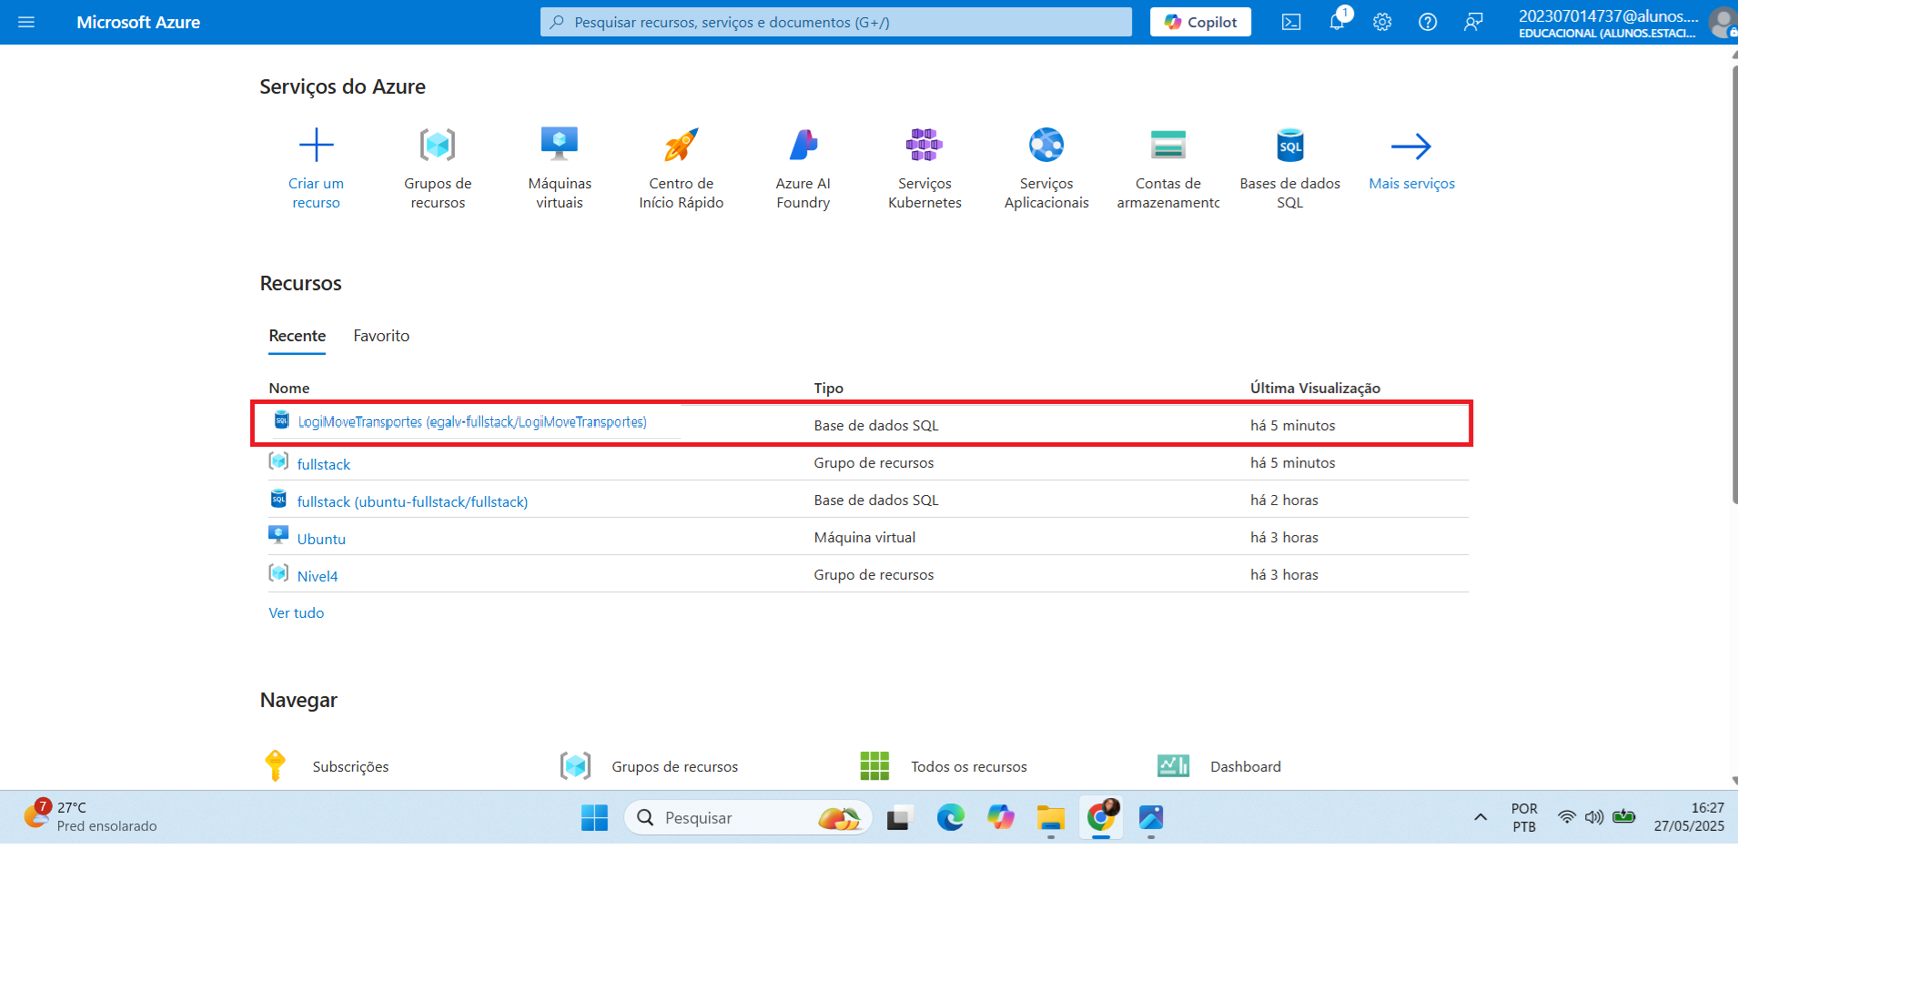 Microsoft Azure
Pesquisar recursos, serviços e documentos (G+/)
Copilot
1
202307014737@alunos....
EDUCACIONAL (ALUNOS.ESTACI...
Serviços do Azure
Criar um recurso
Grupos de recursos
Máquinas virtuais
Centro de Início Rápido
Azure AI Foundry
Serviços Kubernetes
Serviços Aplicacionais
Contas de armazenamento
SQL
Bases de dados SQL
Mais serviços
Recursos
Recente Favorito
Nome Tipo Última Visualização
SQL LogiMoveTransportes (egalv-fullstack/LogiMoveTransportes) Base de dados SQL há 5 minutos
fullstack Grupo de recursos há 5 minutos
SQL fullstack (ubuntu-fullstack/fullstack) Base de dados SQL há 2 horas
Ubuntu Máquina virtual há 3 horas
Nivel4 Grupo de recursos há 3 horas
Ver tudo
Navegar
Subscrições Grupos de recursos Todos os recursos Dashboard
7
27°C
Pred ensolarado
Pesquisar
POR
PTB
16:27
27/05/2025